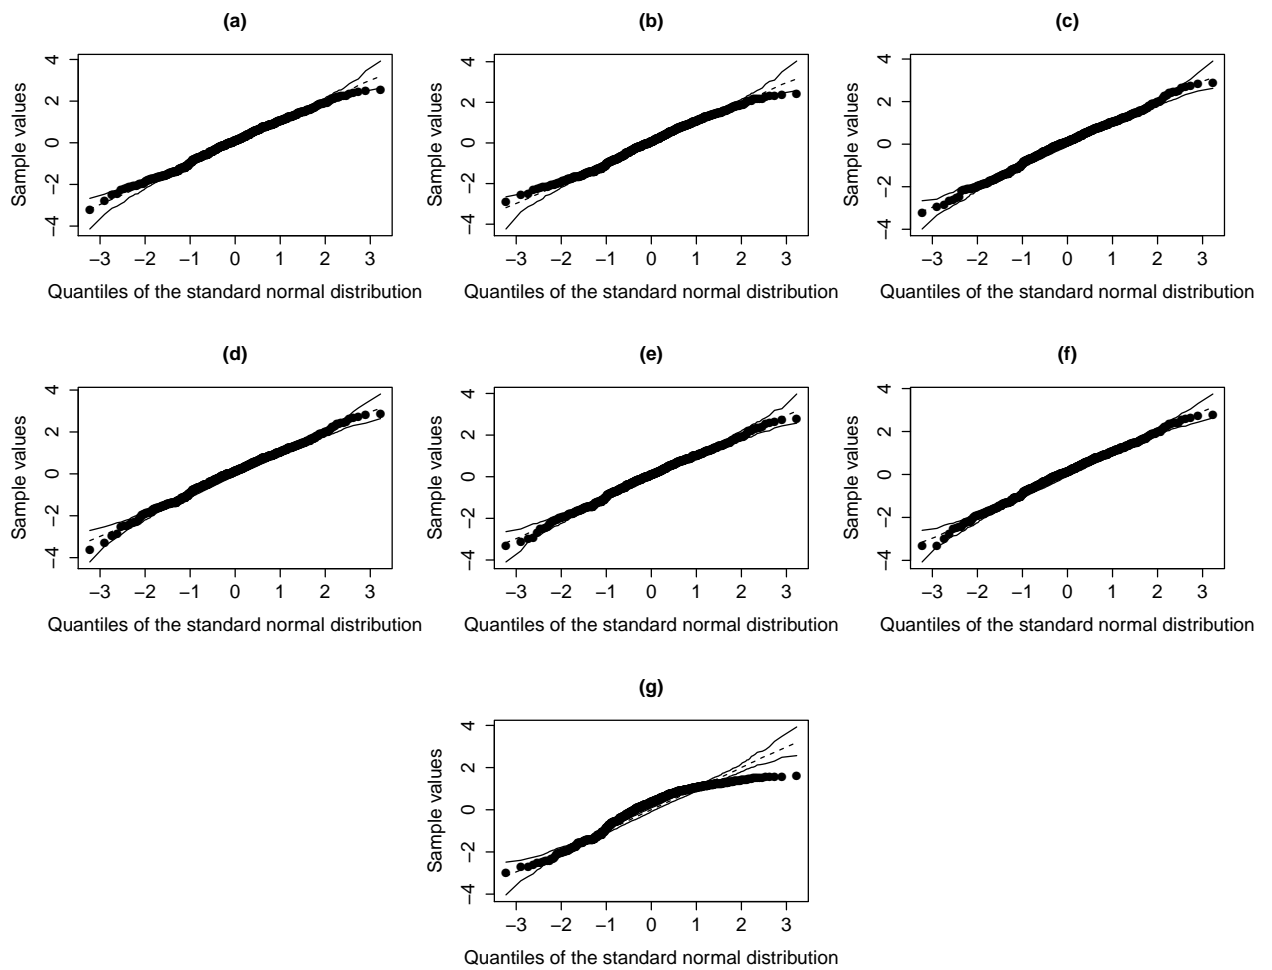 (a) (b) (c)
Sample values Sample values Sample values
4 4 4
2 2 2
0 0 0
−2 −2 −2
−4 −4 −4
−3 −2 −1 0 1 2 3 −3 −2 −1 0 1 2 3 −3 −2 −1 0 1 2 3
Quantiles of the standard normal distribution Quantiles of the standard normal distribution Quantiles of the standard normal distribution
(d) (e) (f)
Sample values Sample values Sample values
4 4 4
2 2 2
0 0 0
−2 −2 −2
−4 −4 −4
−3 −2 −1 0 1 2 3 −3 −2 −1 0 1 2 3 −3 −2 −1 0 1 2 3
Quantiles of the standard normal distribution Quantiles of the standard normal distribution Quantiles of the standard normal distribution
(g)
Sample values
4
2
0
−2
−4
−3 −2 −1 0 1 2 3
Quantiles of the standard normal distribution